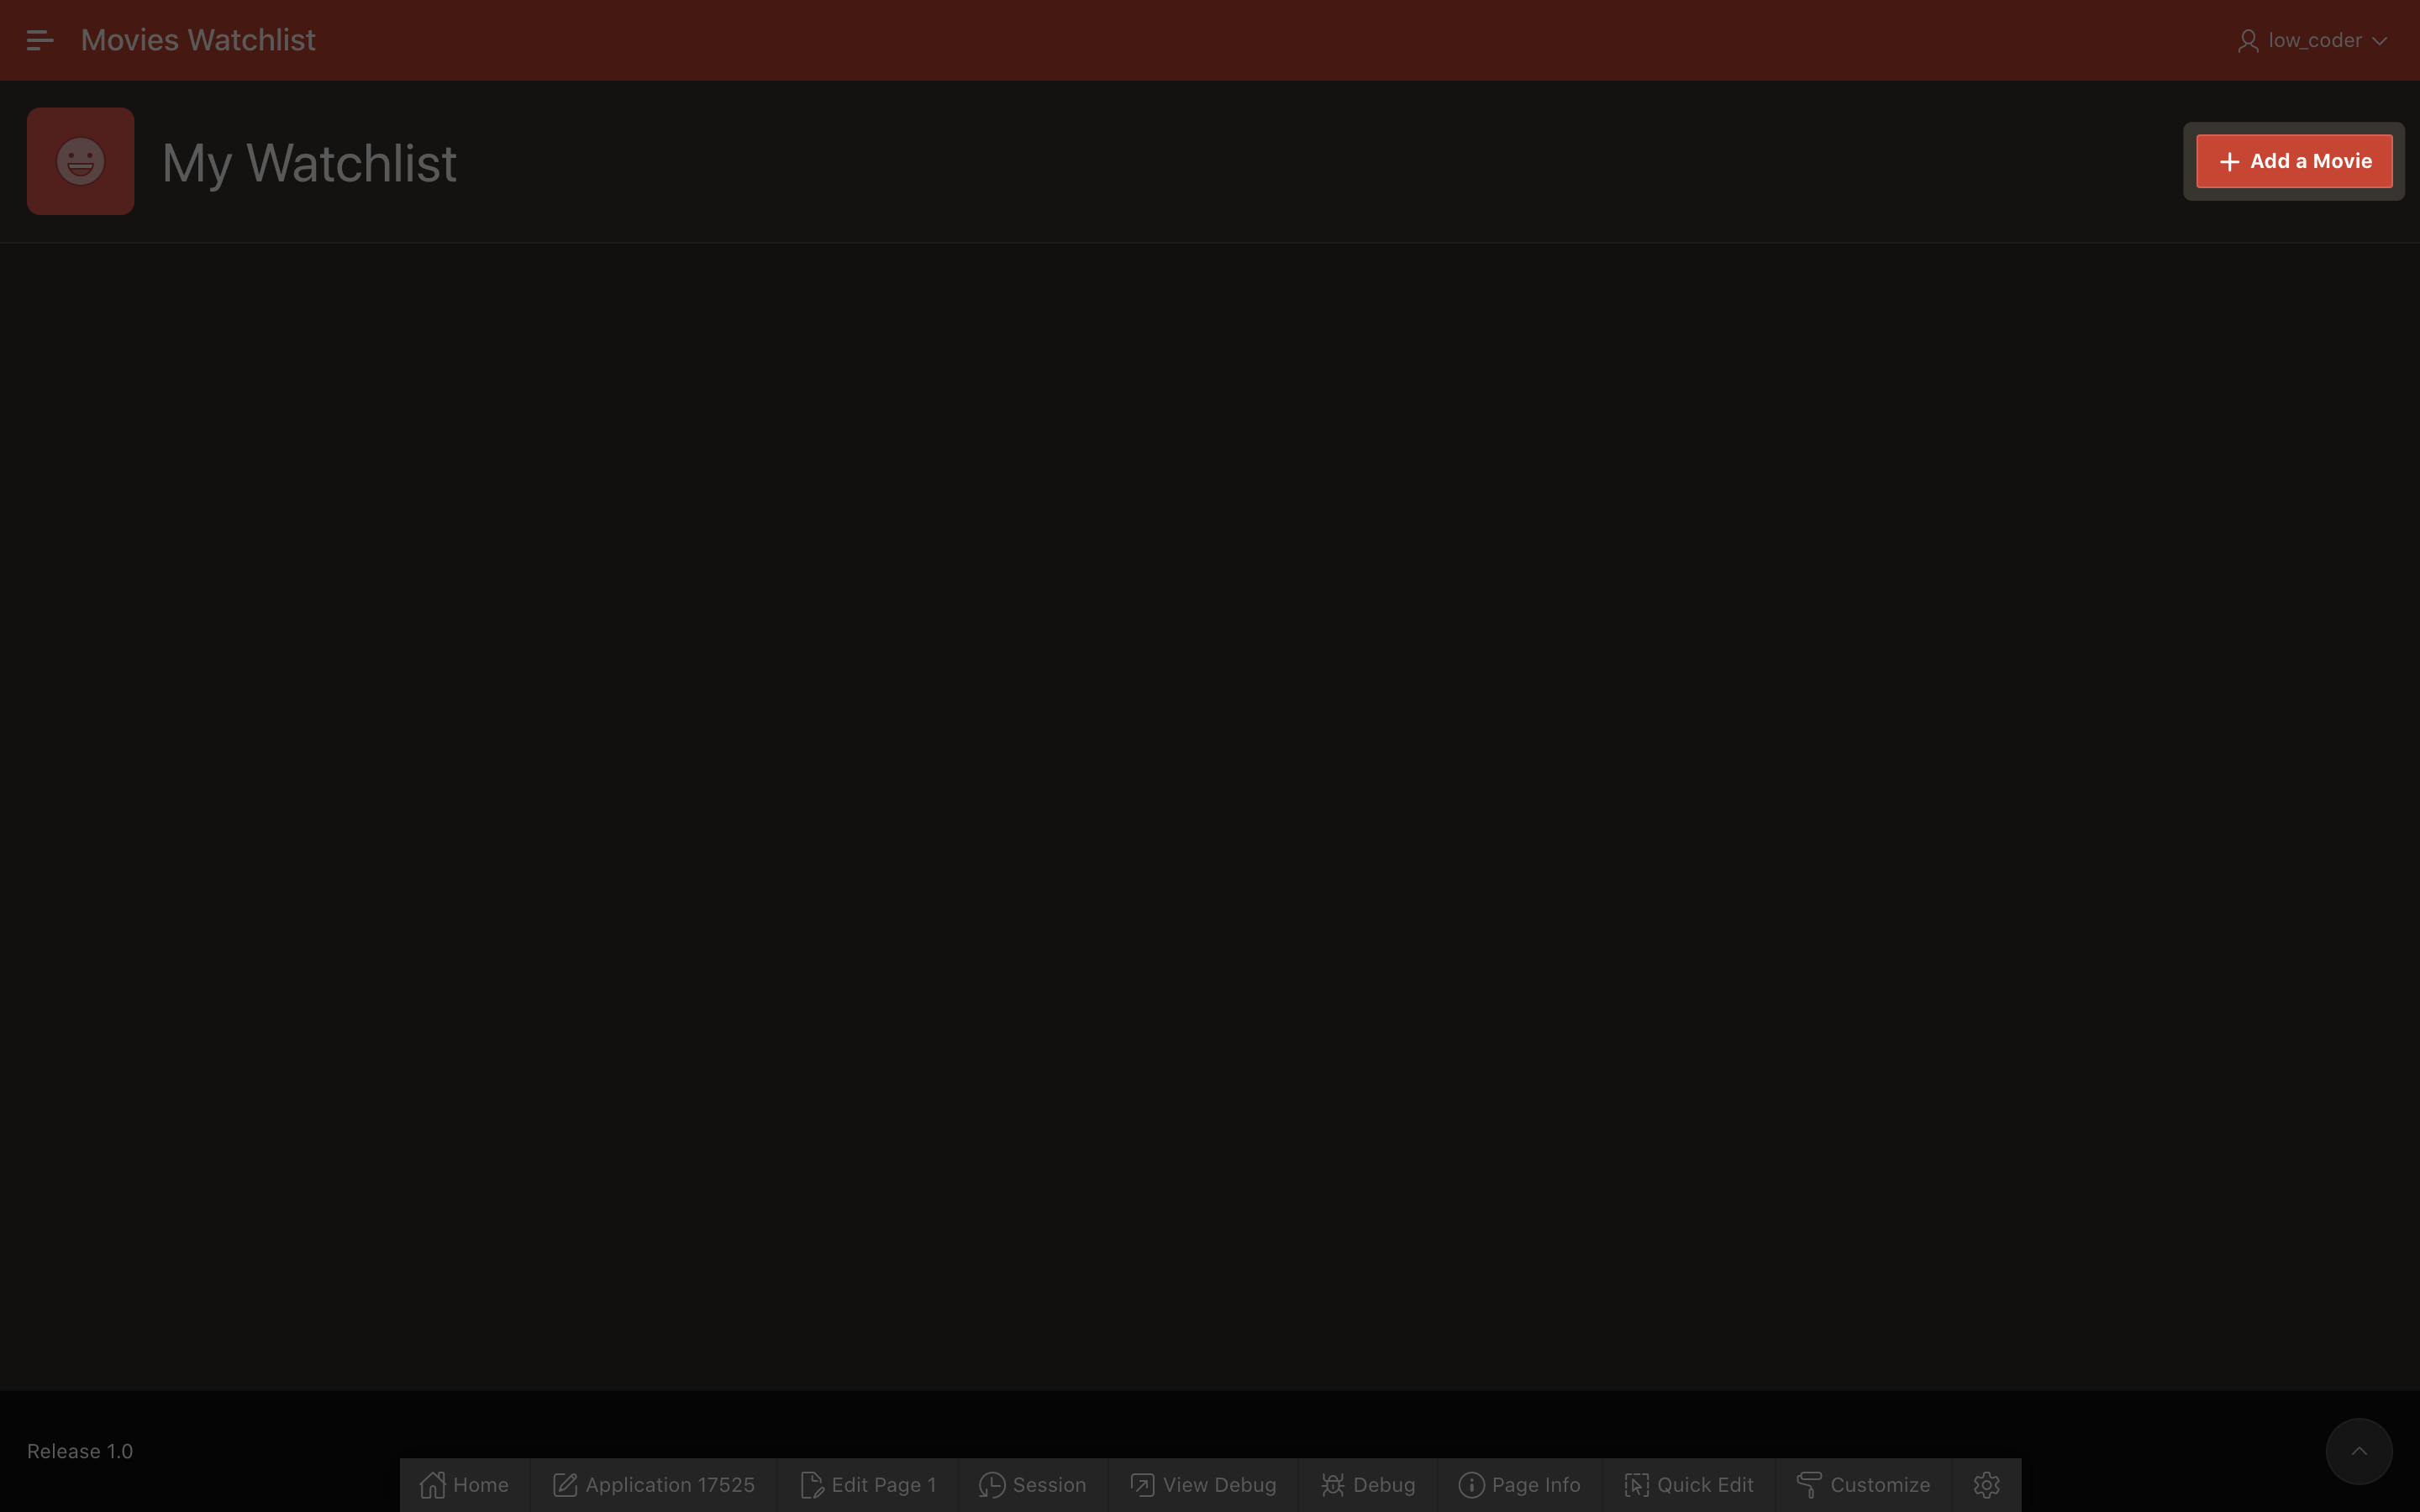 Movies Watchlist
low_coder
My Watchlist
Add a Movie
Release 1.0
Home Application 17525 Edit Page 1 Session View Debug Debug Page Info Quick Edit Customize